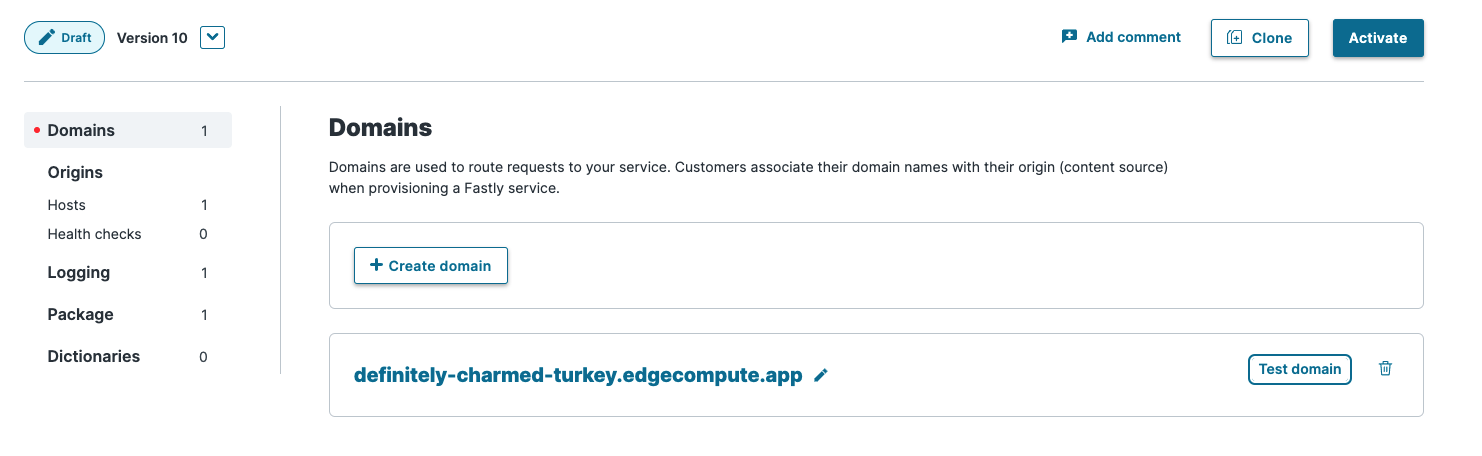 Draft Version 10 Add comment Clone Activate
Domains 1
Origins
Hosts 1
Health checks 0
Logging 1
Package 1
Dictionaries 0
Domains
Domains are used to route requests to your service. Customers associate their domain names with their origin (content source)
when provisioning a Fastly service.
Create domain
definitely-charmed-turkey.edgecompute.app Test domain